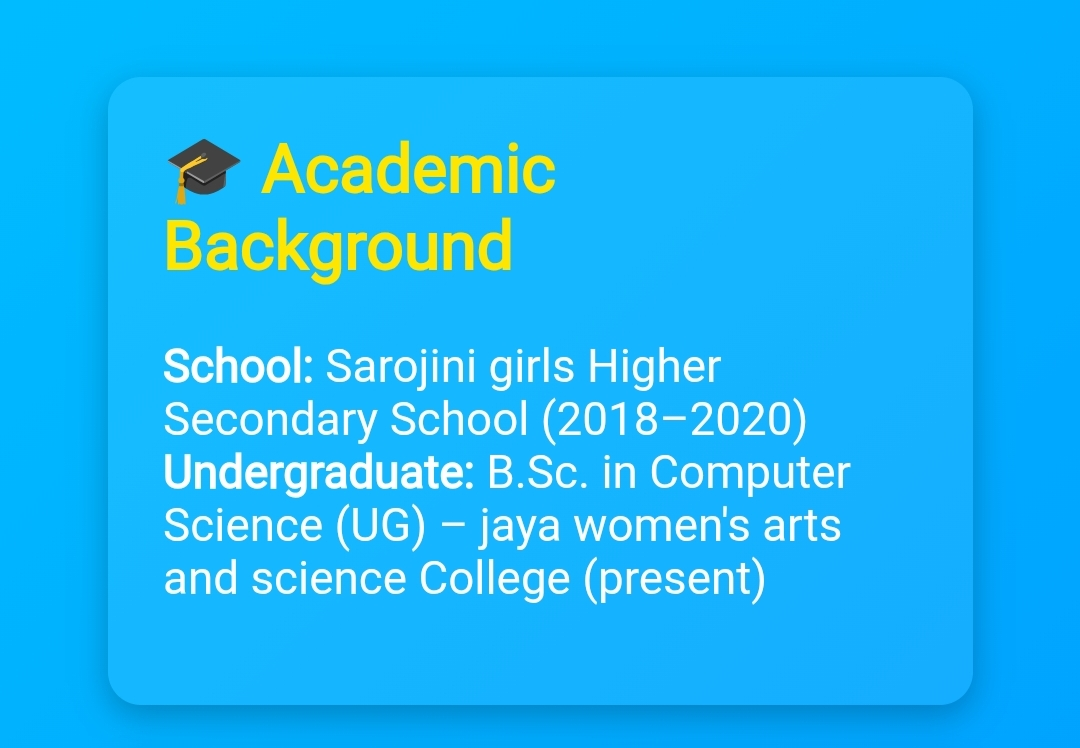 🎓 Academic
Background
School: Sarojini girls Higher
Secondary School (2018–2020)
Undergraduate: B.Sc. in Computer
Science (UG) – jaya women's arts
and science College (present)